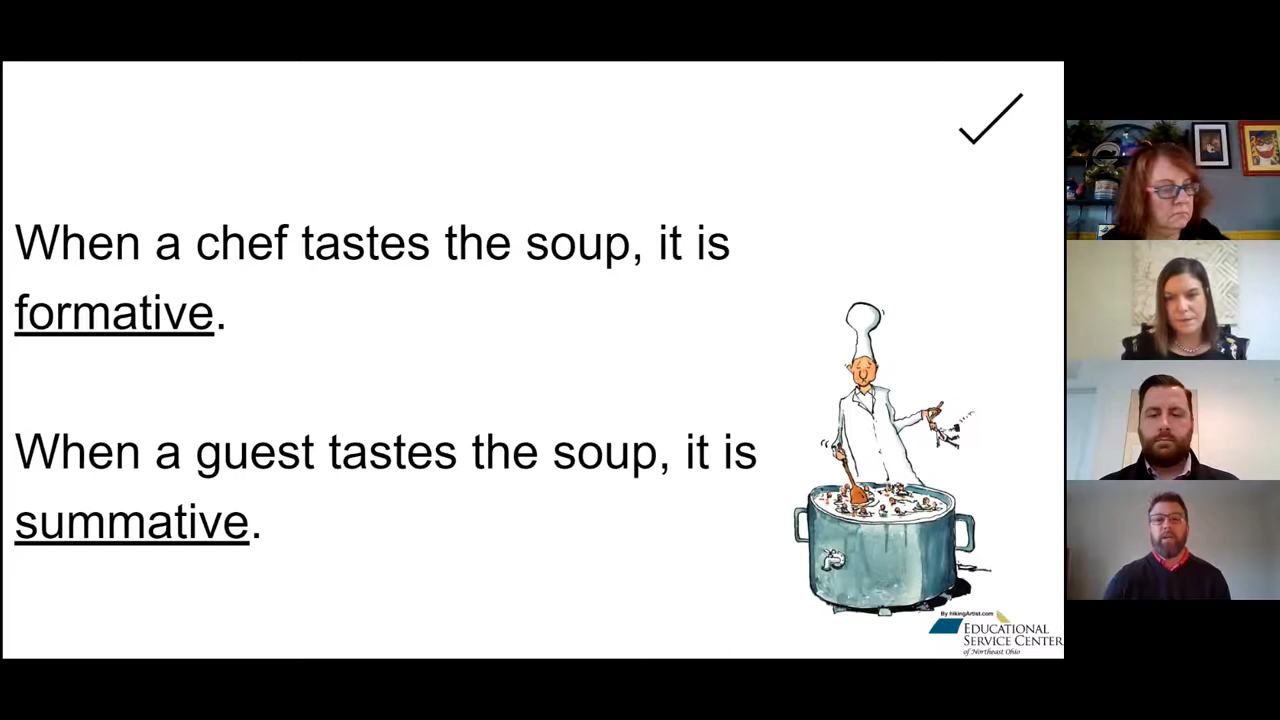 When a chef tastes the soup, it is
formative.
When a guest tastes the soup, it is
summative.
By hikingArtist.com
EDUCATIONAL
SERVICE CENTER
of Northeast Ohio